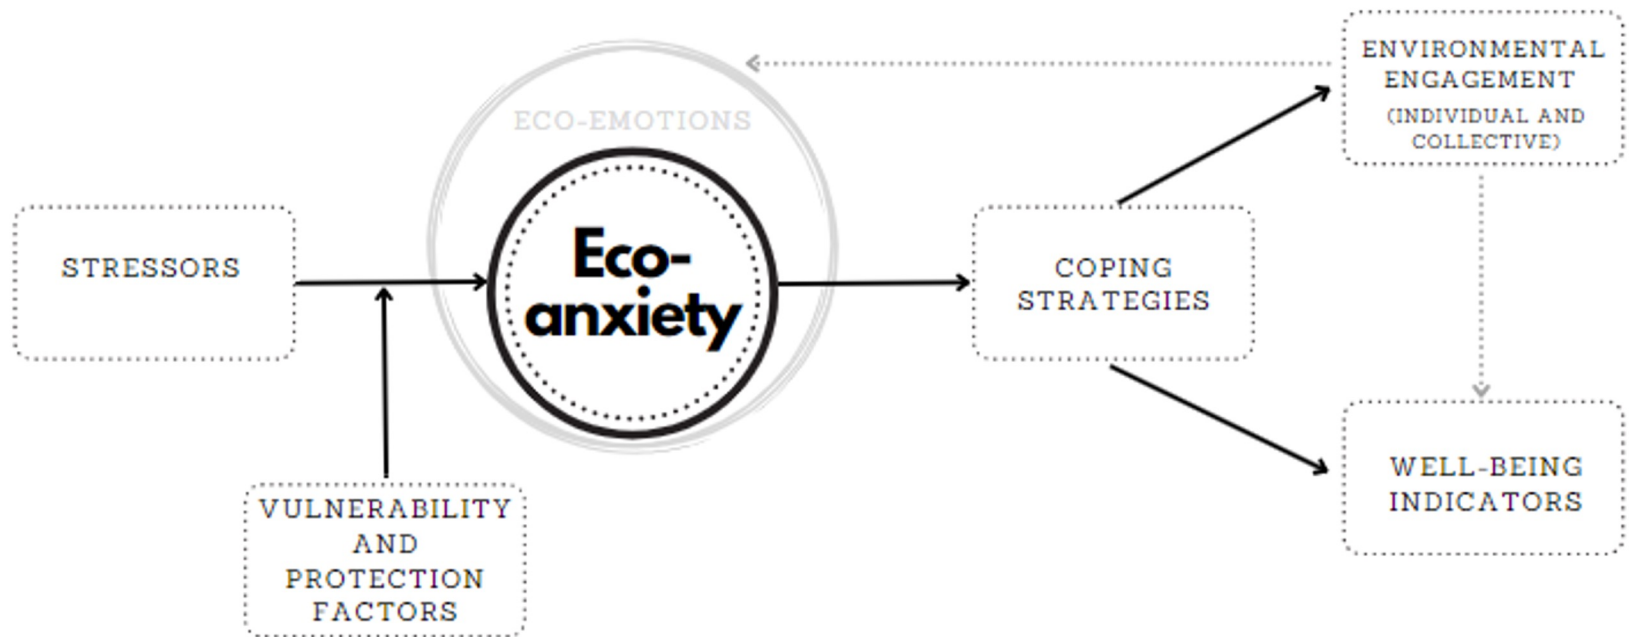 ENVIRONMENTAL
ENGAGEMENT
(INDIVIDUAL AND
COLLECTIVE)
ECO-EMOTIONS
Eco-
anxiety
STRESSORS
COPING
STRATEGIES
WELL-BEING
INDICATORS
VULNERABILITY
AND
PROTECTION
FACTORS